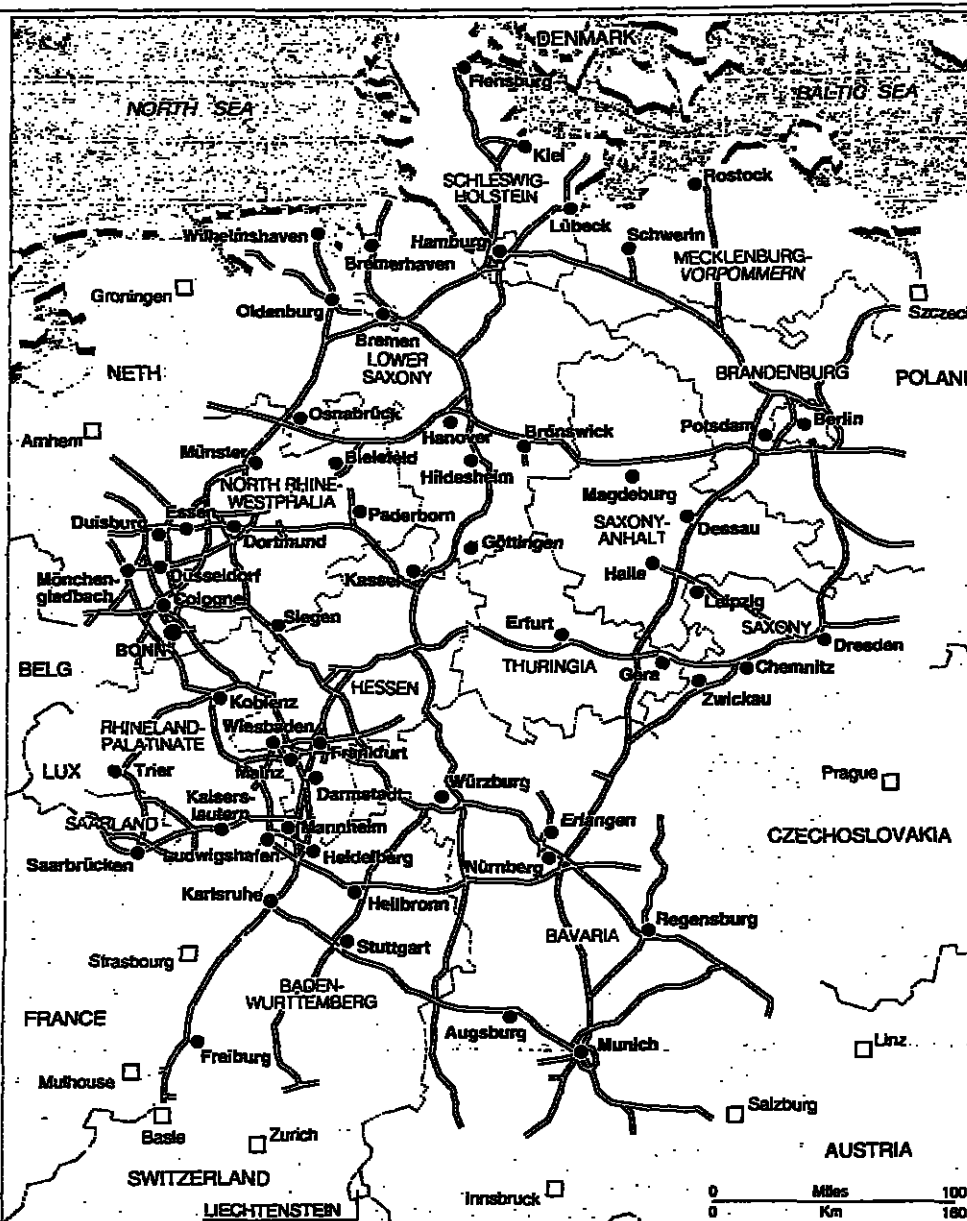 DENMARK
NORTH SEA
BALTIC SEA
Flensburg
Kiel
SCHLESWIG-
HOLSTEIN
Rostock
Lübeck
Wilhelmshaven
Bremerhaven
Hamburg
Schwerin
MECKLENBURG-
VORPOMMERN
Groningen
Oldenburg
Bremen
LOWER
SAXONY
Szczeci
NETH
BRANDENBURG
POLAN
Arnhem
Osnabrück
Hanover
Brunswick
Potsdam
Berlin
Münster
Bielefeld
Hildesheim
NORTH RHINE-
WESTPHALIA
Magdeburg
Essen
Duisburg
Paderborn
SAXONY-
ANHALT
Dessau
Dortmund
Göttingen
Mönchen-
gladbach
Düsseldorf
Kassel
Halle
Cologne
Leipzig
Siegen
Erfurt
SAXONY
Dresden
BONN
BELG
THURINGIA
Gera
Chemnitz
HESSEN
Zwickau
Koblenz
RHINELAND-
PALATINATE
Wiesbaden
Frankfurt
LUX
Trier
Mainz
Darmstadt
Würzburg
Prague
Kaisers-
lautern
SAARLAND
Mannheim
Erlangen
CZECHOSLOVAKIA
Saarbrücken
Ludwigshafen
Heidelberg
Nürnberg
Karlsruhe
Heilbronn
Regensburg
BAVARIA
Strasbourg
Stuttgart
BADEN-
WURTTEMBERG
FRANCE
Augsburg
Munich
Linz
Freiburg
Mulhouse
Basle
Zurich
Salzburg
AUSTRIA
SWITZERLAND
Innsbruck
LIECHTENSTEIN
0 Miles 100
0 Km 160